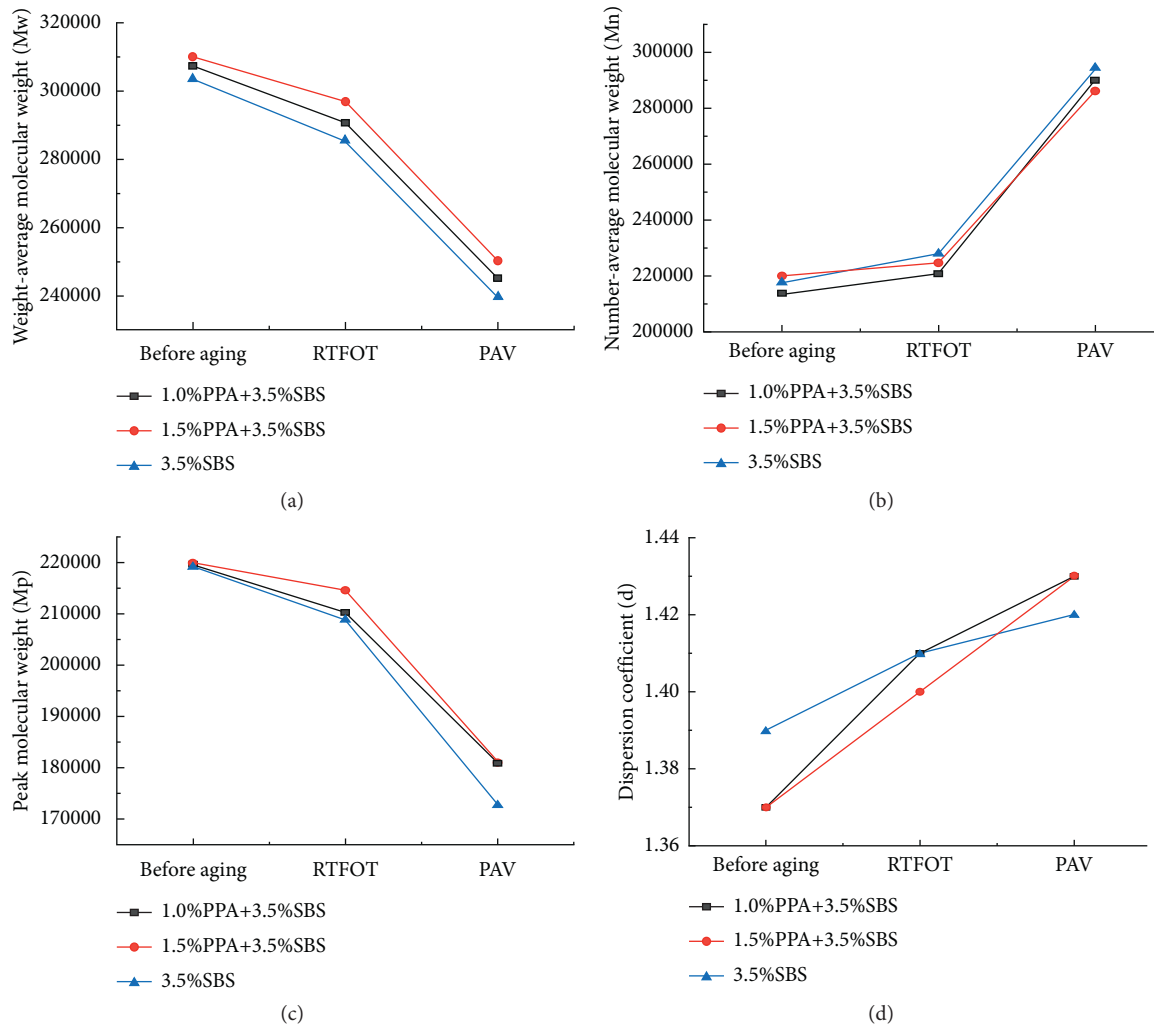 Weight-average molecular weight (Mw)
320000
300000
280000
260000
240000
Before aging RTFOT PAV
1.0%PPA+3.5%SBS
1.5%PPA+3.5%SBS
3.5%SBS
(a)
Number-average molecular weight (Mn)
300000
280000
260000
240000
220000
200000
Before aging RTFOT PAV
1.0%PPA+3.5%SBS
1.5%PPA+3.5%SBS
3.5%SBS
(b)
Peak molecular weight (Mp)
220000
210000
200000
190000
180000
170000
Before aging RTFOT PAV
1.0%PPA+3.5%SBS
1.5%PPA+3.5%SBS
3.5%SBS
(c)
Dispersion coefficient (d)
1.44
1.42
1.40
1.38
1.36
Before aging RTFOT PAV
1.0%PPA+3.5%SBS
1.5%PPA+3.5%SBS
3.5%SBS
(d)